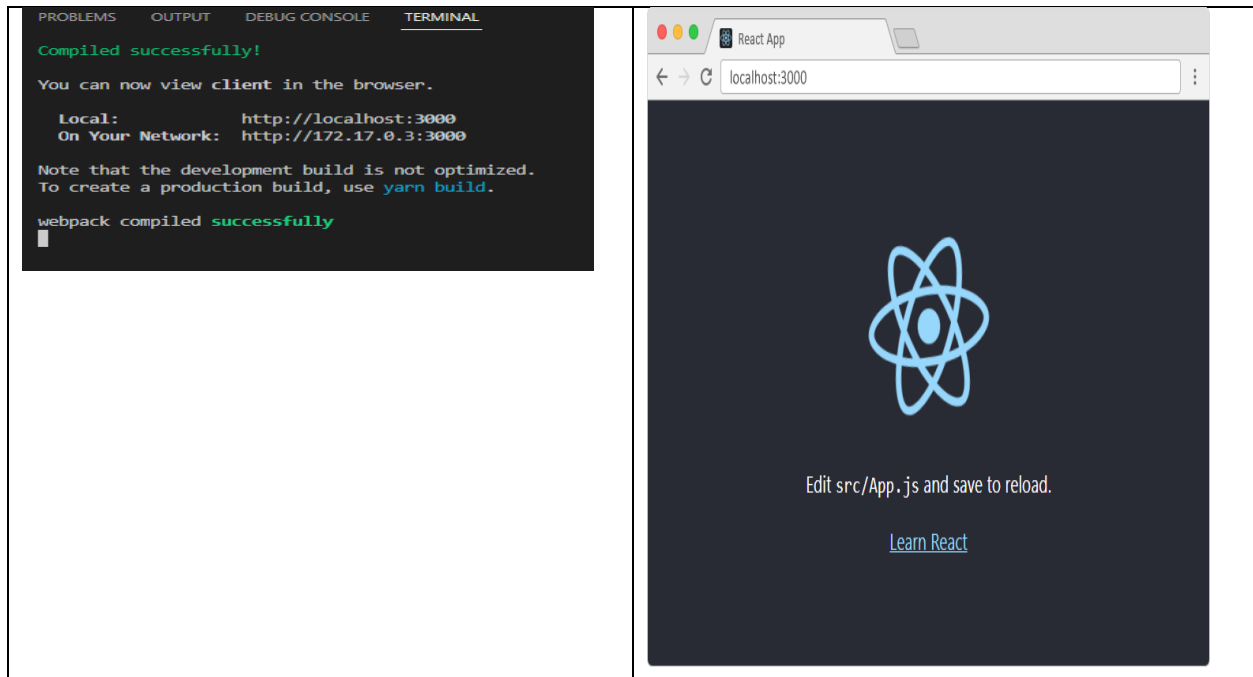 PROBLEMS OUTPUT DEBUG CONSOLE TERMINAL
Compiled successfully!
You can now view client in the browser.
Local: http://localhost:3000
On Your Network: http://172.17.0.3:3000
Note that the development build is not optimized.
To create a production build, use yarn build.
webpack compiled successfully
React App
localhost:3000
Edit src/App.js and save to reload.
Learn React